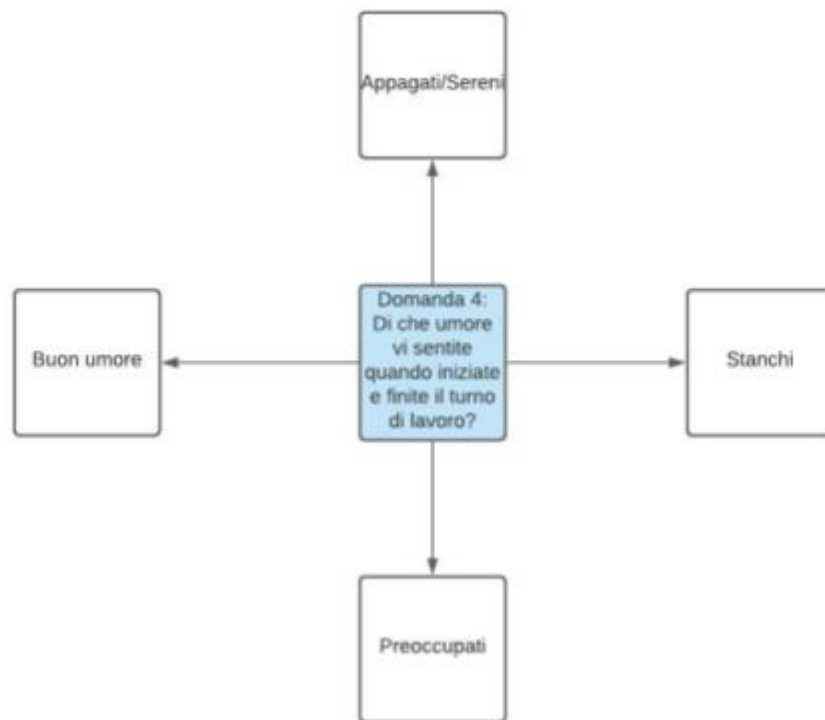 Appagati/Sereni
Buon umore
Domanda 4:
Di che umore
vi sentite
quando iniziate
e finite il turno
di lavoro?
Stanchi
Preoccupati